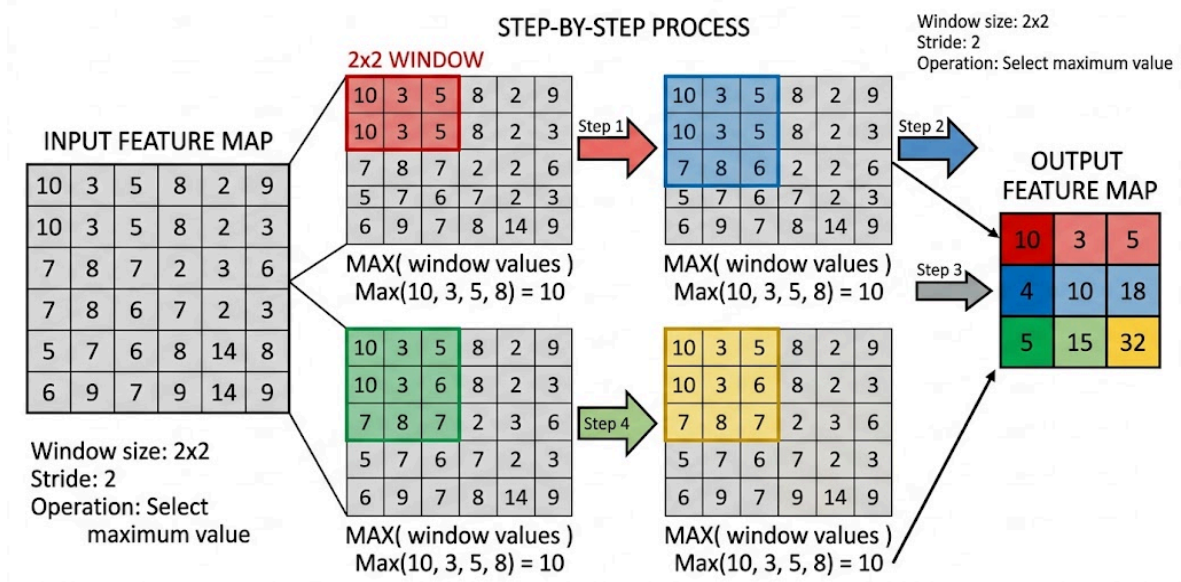 STEP-BY-STEP PROCESS
Window size: 2x2
Stride: 2
Operation: Select maximum value
INPUT FEATURE MAP
10 3 5 8 2 9
10 3 5 8 2 3
7 8 7 2 3 6
7 8 6 7 2 3
5 7 6 8 14 8
6 9 7 9 14 9
Window size: 2x2
Stride: 2
Operation: Select
maximum value
2x2 WINDOW
10 3 5 8 2 9
10 3 5 8 2 3
7 8 7 2 2 6
5 7 6 7 2 3
6 9 7 8 14 9
MAX( window values )
Max(10, 3, 5, 8) = 10
Step 1
10 3 5 8 2 9
10 3 5 8 2 3
7 8 6 2 2 6
5 7 6 7 2 3
6 9 7 8 14 9
MAX( window values )
Max(10, 3, 5, 8) = 10
Step 2
Step 3
10 3 5 8 2 9
10 3 6 8 2 3
7 8 7 2 3 6
5 7 6 7 2 3
6 9 7 8 14 9
MAX( window values )
Max(10, 3, 5, 8) = 10
Step 4
10 3 5 8 2 9
10 3 6 8 2 3
7 8 7 2 3 6
5 7 6 7 2 3
6 9 7 9 14 9
MAX( window values )
Max(10, 3, 5, 8) = 10
OUTPUT
FEATURE MAP
10 3 5
4 10 18
5 15 32